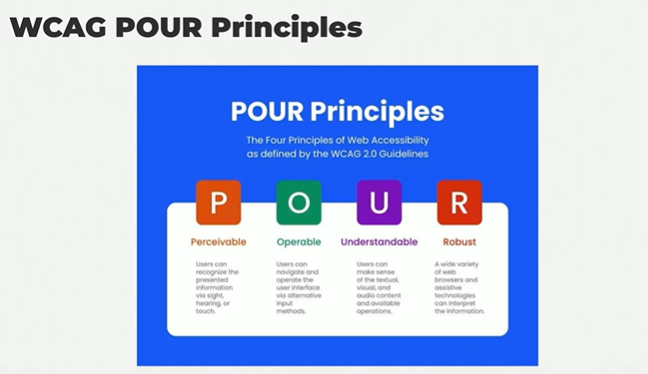 WCAG POUR Principles
POUR Principles
The Four Principles of Web Accessibility
as defined by the WCAG 2.0 Guidelines
P
O
U
R
Perceivable
Operable
Understandable
Robust
Users can
recognize the
presented
information
via sight,
hearing, or
touch.
Users can
navigate and
operate the
user interface
via alternative
input
methods.
Users can
make sense
of the textual,
visual, and
audio content
and available
operations.
A wide variety
of web
browsers and
assistive
technologies
can interpret
the information.